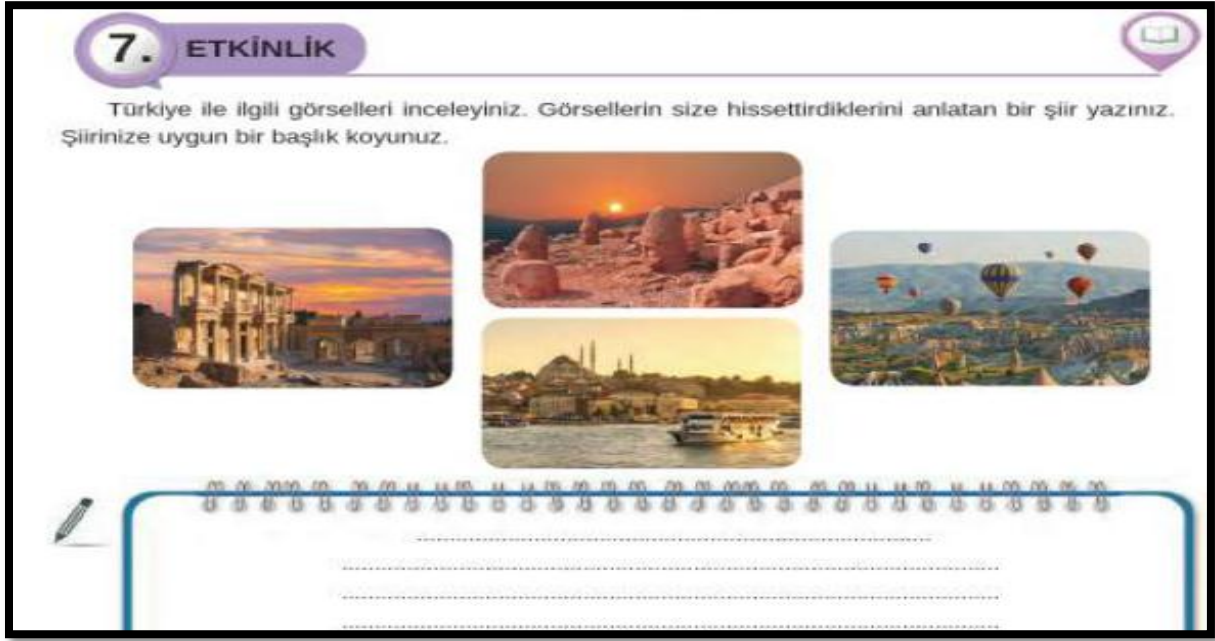 7. ETKİNLİK
Türkiye ile ilgili görselleri inceleyiniz. Görsellerin size hissettirdiklerini anlatan bir şiir yazınız.
Şiirinize uygun bir başlık koyunuz.